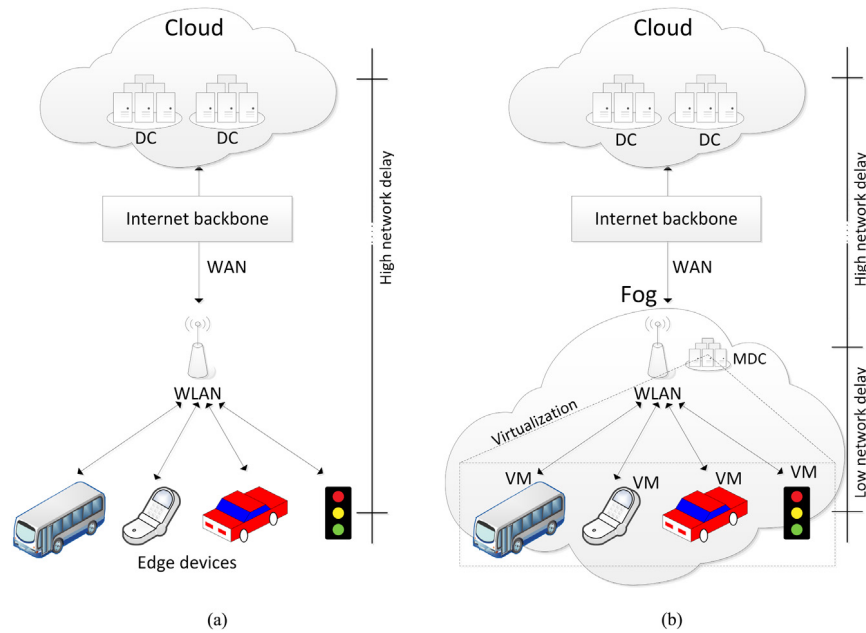 Cloud
DC
DC
Internet backbone
WAN
WLAN
Edge devices
High network delay
(a)
Cloud
DC
DC
Internet backbone
WAN
Fog
MDC
WLAN
Virtualization
VM
VM
VM
VM
High network delay
Low network delay
(b)